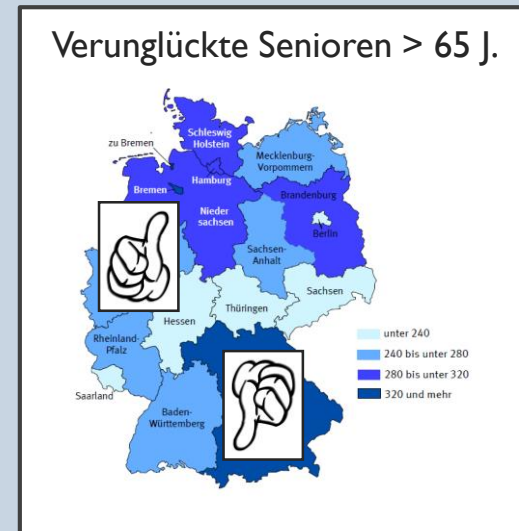 Verunglückte Senioren > 65 J.
Schleswig
Holstein
zu Bremen
Mecklenburg-
Vorpommern
Hamburg
Bremen
Brandenburg
Nieder
sachsen
Berlin
Sachsen-
Anhalt
Sachsen
Thüringen
Hessen
Rheinland-
Pfalz
Saarland
Baden-
Württemberg
unter 240
240 bis unter 280
280 bis unter 320
320 und mehr